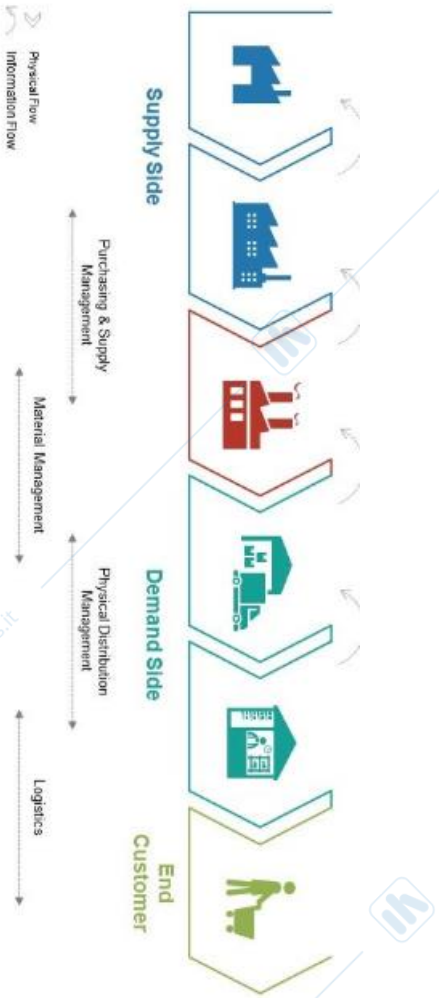 Supply Side
Demand Side
End
Customer
Purchasing & Supply
Management
Physical Distribution
Management
Material Management
Logistics
Physical Flow
Information Flow